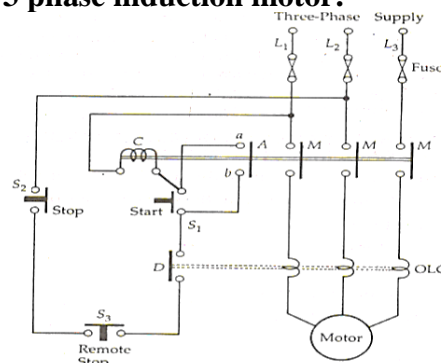 3 phase induction motor:
Three-Phase Supply
L1 L2 L3
Fuse
C a A M M M
b
S2
Stop Start
S1
D
OLC
S3
Remote
Stop
Motor